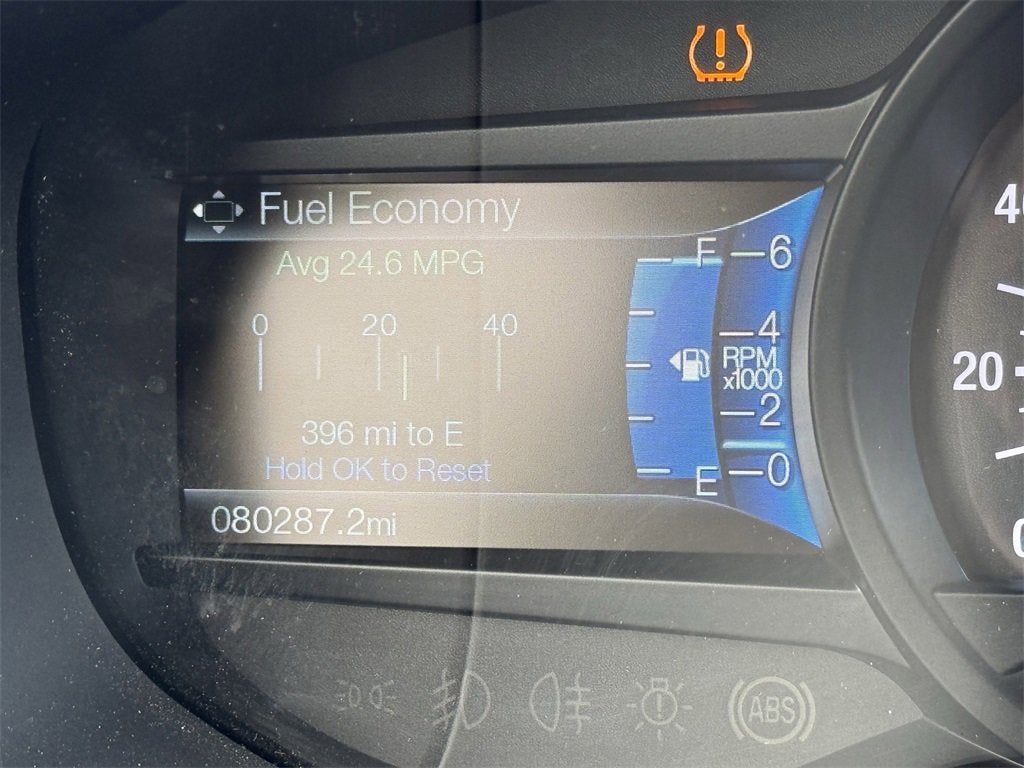 Fuel Economy
Avg 24.6 MPG
0 20 40
396 mi to E
Hold OK to Reset
080287.2mi
F
E
6
4
RPM
x1000
2
0
20
ABS